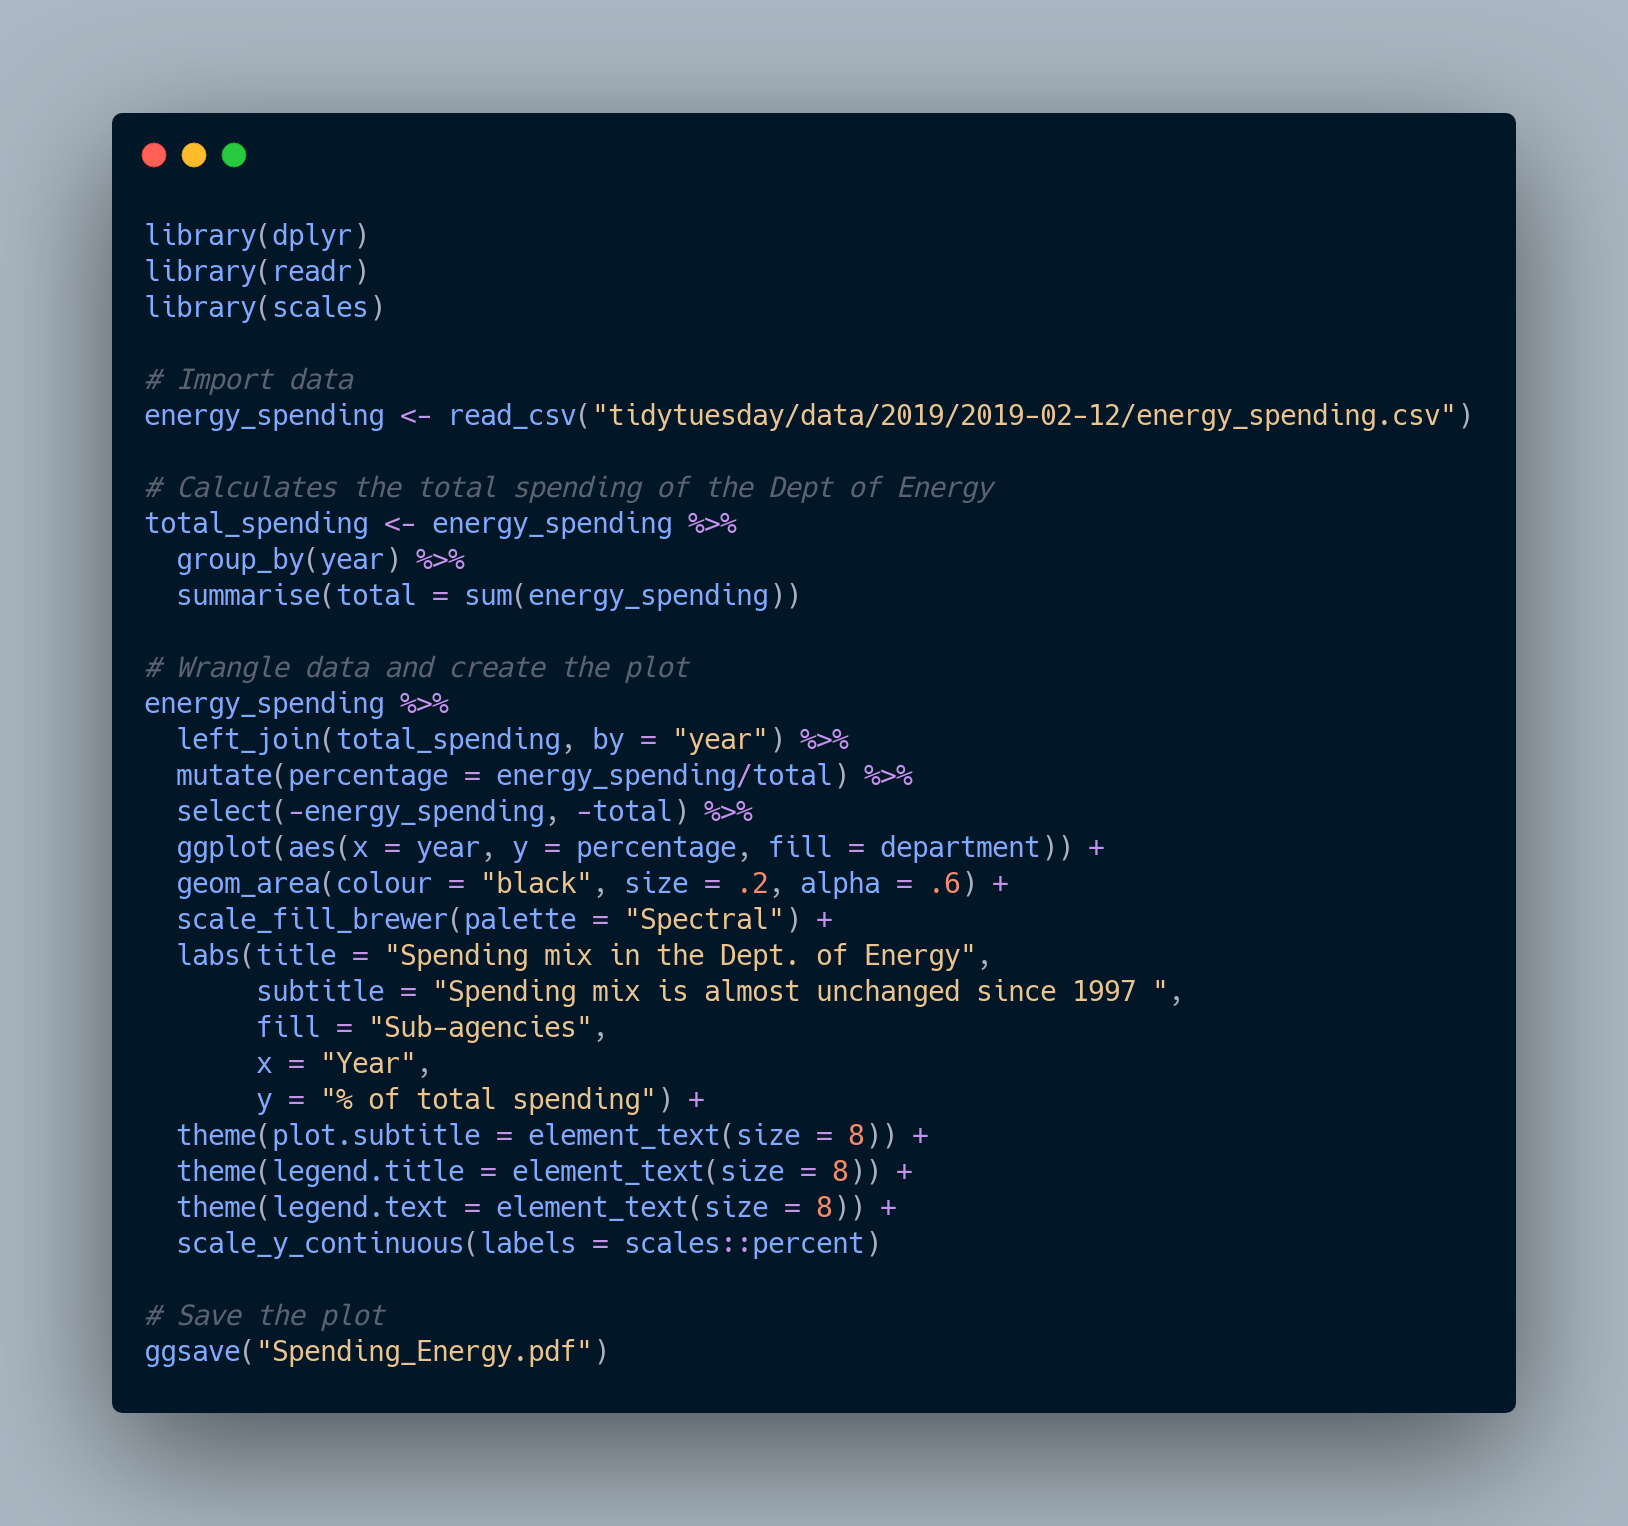 library(dplyr)
library(readr)
library(scales)

# Import data
energy_spending <- read_csv("tidytuesday/data/2019/2019-02-12/energy_spending.csv")

# Calculates the total spending of the Dept of Energy
total_spending <- energy_spending %>%
  group_by(year) %>%
  summarise(total = sum(energy_spending))

# Wrangle data and create the plot
energy_spending %>%
  left_join(total_spending, by = "year") %>%
  mutate(percentage = energy_spending/total) %>%
  select(-energy_spending, -total) %>%
  ggplot(aes(x = year, y = percentage, fill = department)) +
  geom_area(colour = "black", size = .2, alpha = .6) +
  scale_fill_brewer(palette = "Spectral") +
  labs(title = "Spending mix in the Dept. of Energy",
       subtitle = "Spending mix is almost unchanged since 1997 ",
       fill = "Sub-agencies",
       x = "Year",
       y = "% of total spending") +
  theme(plot.subtitle = element_text(size = 8)) +
  theme(legend.title = element_text(size = 8)) +
  theme(legend.text = element_text(size = 8)) +
  scale_y_continuous(labels = scales::percent)

# Save the plot
ggsave("Spending_Energy.pdf")